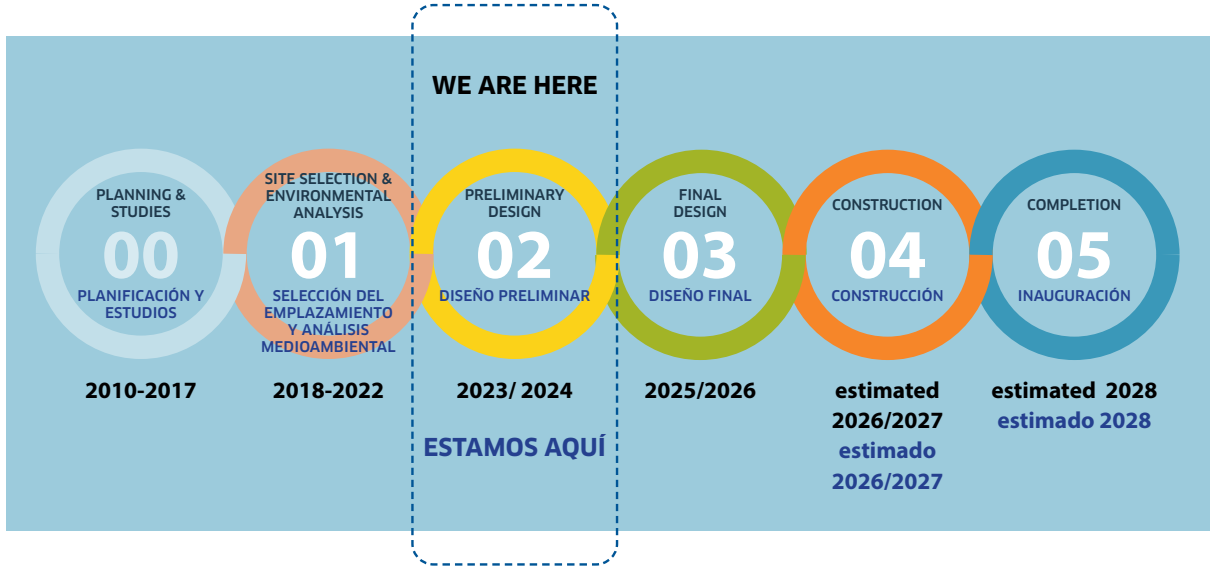 WE ARE HERE
PLANNING &
STUDIES
00
PLANIFICACIÓN Y
ESTUDIOS
2010-2017
SITE SELECTION &
ENVIRONMENTAL
ANALYSIS
01
SELECCIÓN DEL
EMPLAZAMIENTO
Y ANÁLISIS
MEDIOAMBIENTAL
2018-2022
PRELIMINARY
DESIGN
02
DISEÑO PRELIMINAR
2023/ 2024
ESTAMOS AQUÍ
FINAL
DESIGN
03
DISEÑO FINAL
2025/2026
CONSTRUCTION
04
CONSTRUCCIÓN
estimated
2026/2027
estimado
2026/2027
COMPLETION
05
INAUGURACIÓN
estimated 2028
estimado 2028